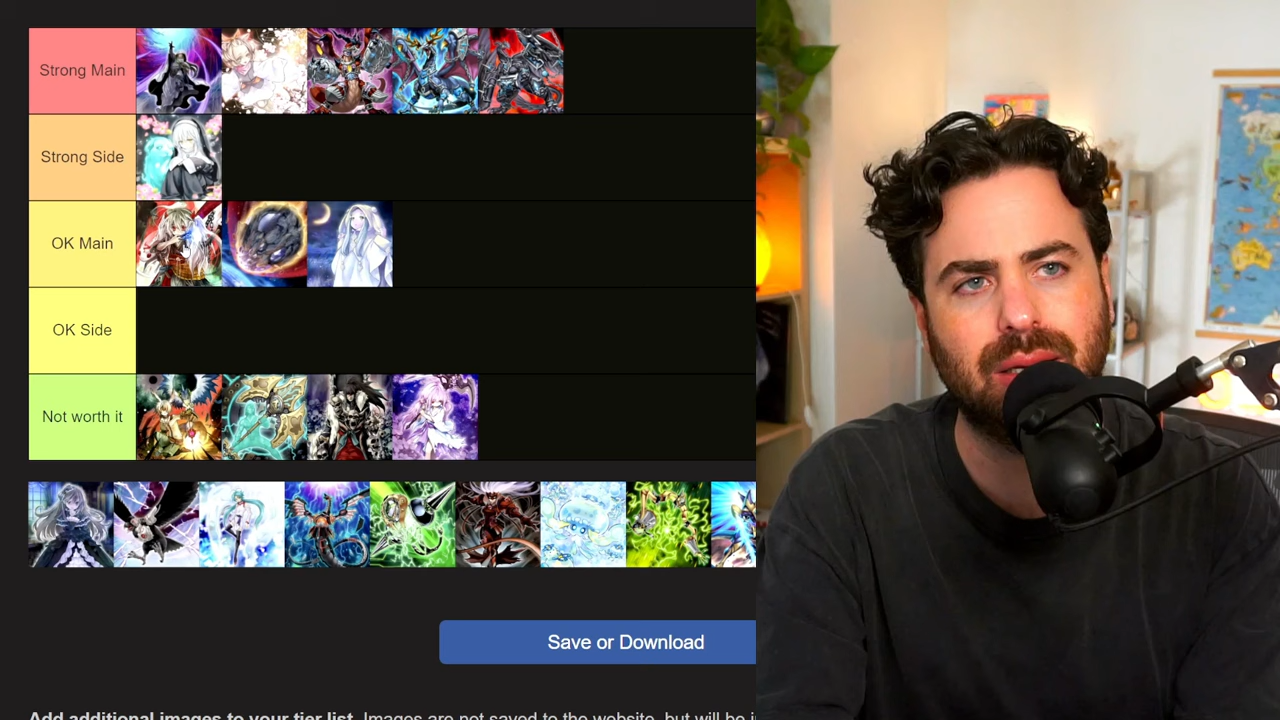 Strong Main
Strong Side
OK Main
OK Side
Not worth it
Save or Download
Add additional images to your tier list. Images are not saved to the website, but will be i